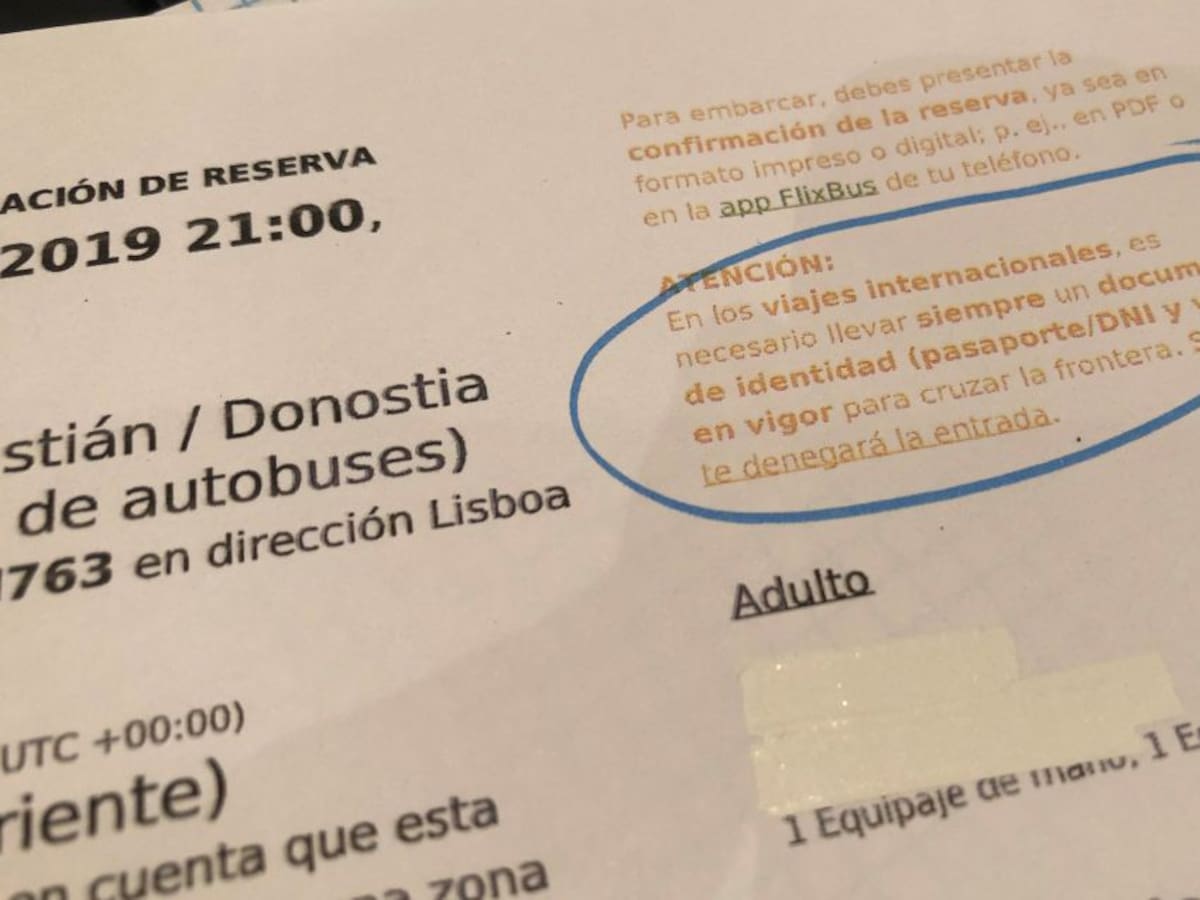 ACIÓN DE RESERVA
2019 21:00,
stián / Donostia
de autobuses)
763 en dirección Lisboa
UTC +00:00)
riente)
en cuenta que esta
zona
Para embarcar, debes presentar la
confirmación de la reserva, ya sea en
formato impreso o digital; p. ej., en PDF o
en la app FlixBus de tu teléfono.
ATENCIÓN:
En los viajes internacionales, es
necesario llevar siempre un docum
de identidad (pasaporte/DNI y v
en vigor para cruzar la frontera. S
te denegará la entrada.
Adulto
1 Equipaje de mano, 1 E